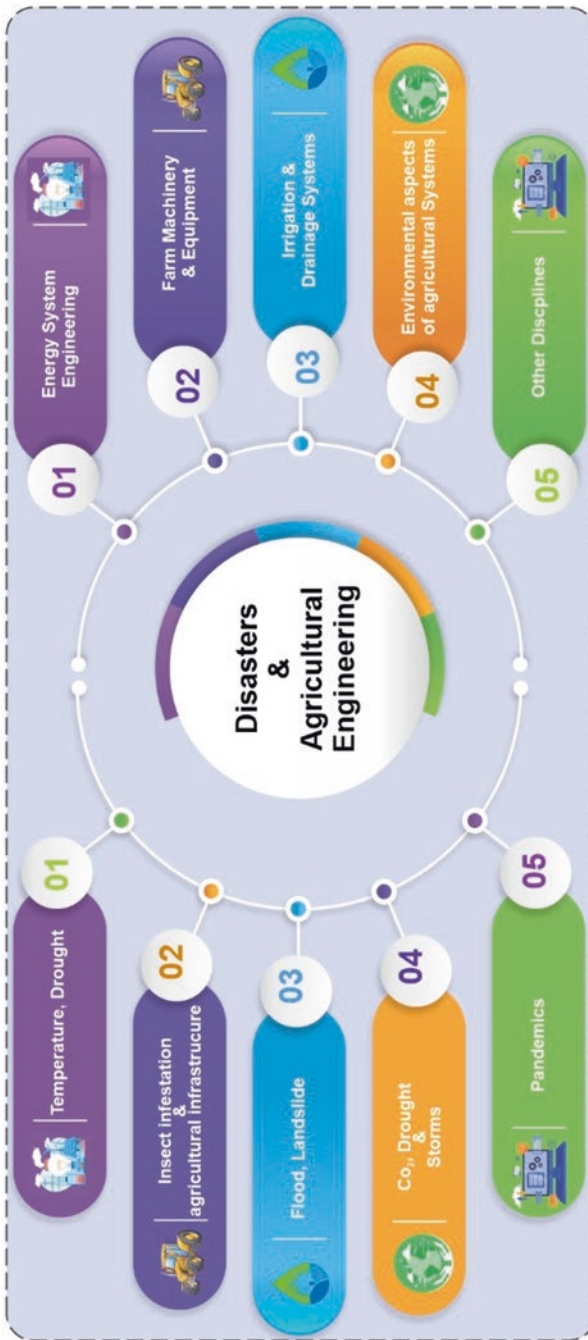 Temperature, Drought
01
Insect infestation
&
agricultural infrastrucure
02
Flood, Landslide
03
Co₂, Drought
&
Storms
04
Pandemics
05
Disasters
&
Agricultural
Engineering
01
Energy System
Engineering
02
Farm Machinery
& Equipment
03
Irrigation &
Drainage Systems
04
Environmental aspects
of agricultural Systems
05
Other Discplines